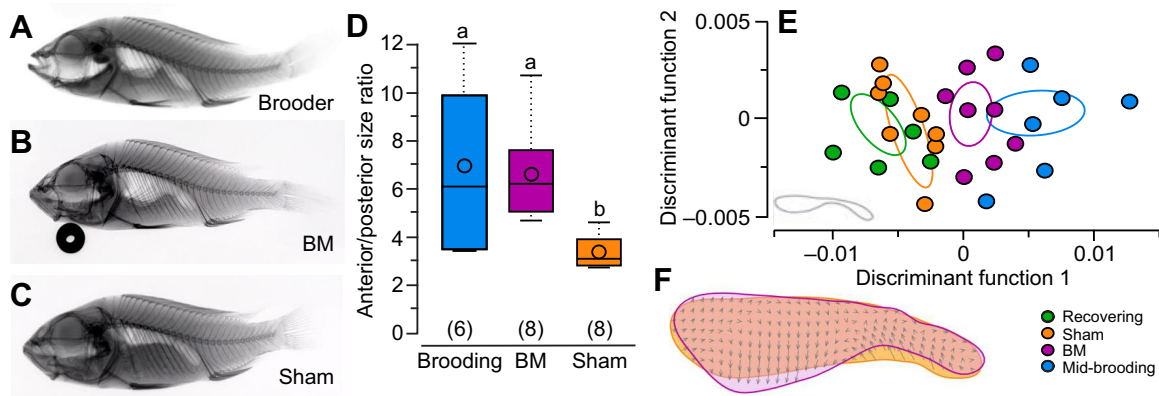 A
Brooder
B
BM
C
Sham
D
Anterior/posterior size ratio
12
10
8
6
4
2
0
a
a
b
(6)
(8)
(8)
Brooding
BM
Sham
E
Discriminant function 2
0.005
0
–0.005
–0.01
0
0.01
Discriminant function 1
F
Recovering
Sham
BM
Mid-brooding